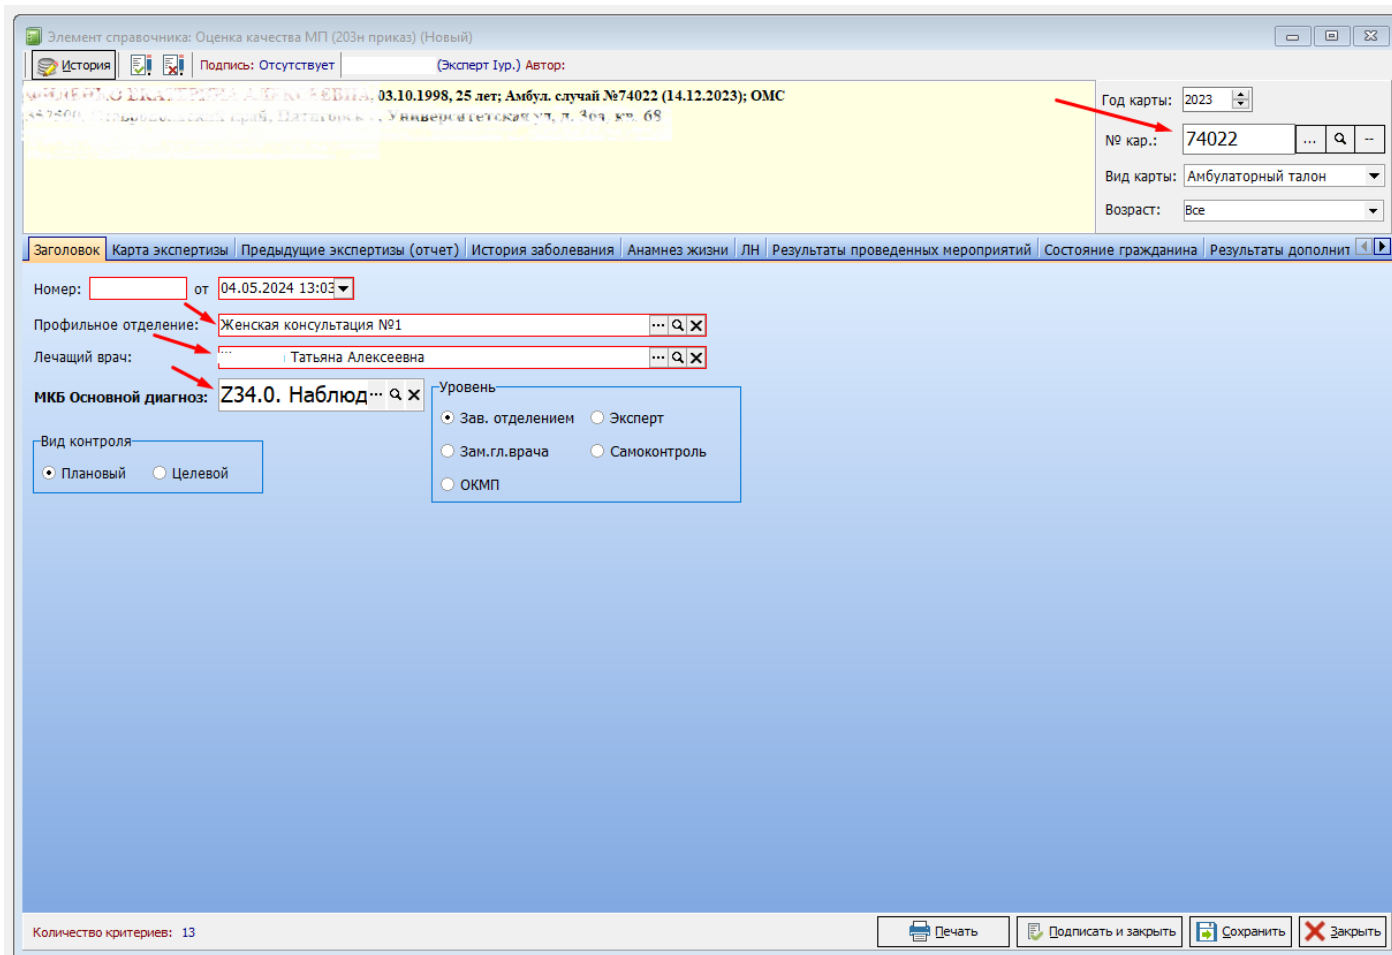 Элемент справочника: Оценка качества МП (203н приказ) (Новый)
История Подпись: Отсутствует (Эксперт Iур.) Автор:
03.10.1998, 25 лет; Амбул. случай №74022 (14.12.2023); ОМС
Университетская ул, д. кв. 68
Год карты: 2023
№ кар.: 74022 ... --
Вид карты: Амбулаторный талон
Возраст: Все
Заголовок Карта экспертизы Предыдущие экспертизы (отчет) История заболевания Анамнез жизни ЛН Результаты проведенных мероприятий Состояние гражданина Результаты дополнит
Номер: от 04.05.2024 13:03
Профильное отделение: Женская консультация №1 ...
Лечащий врач: Татьяна Алексеевна ...
МКБ Основной диагноз: Z34.0. Наблюд ...
Уровень
Зав. отделением Эксперт
Зам.гл.врача Самоконтроль
ОКМП
Вид контроля
Плановый Целевой
Количество критериев: 13
Печать Подписать и закрыть Сохранить Закрыть